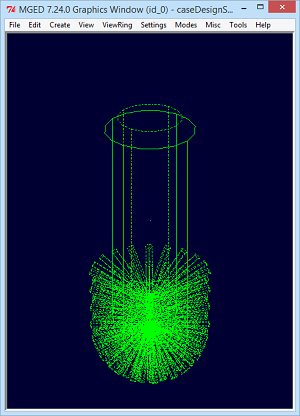 MGED 7.24.0 Graphics Window (id_0) - caseDesignS...
File Edit Create View ViewRing Settings Modes Misc Tools Help